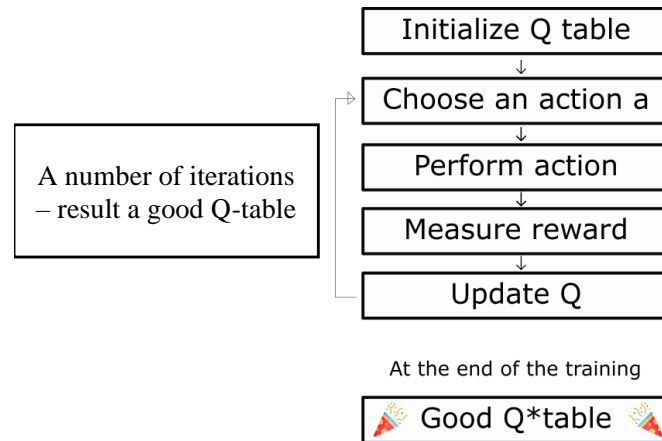 Initialize Q table
Choose an action a
A number of iterations
– result a good Q-table
Perform action
Measure reward
Update Q
At the end of the training
Good Q*table